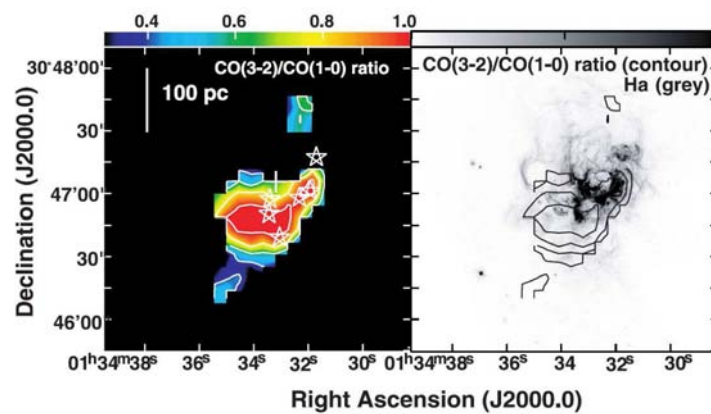 0.4 0.6 0.8 1.0
CO(3-2)/CO(1-0) ratio
100 pc
CO(3-2)/CO(1-0) ratio (contour)
Ha (grey)
30°48'00"
30'
47'00"
30'
46'00"
Declination (J2000.0)
01h34m38s 36s 34s 32s 30s
36s 34s 32s 30s
Right Ascension (J2000.0)